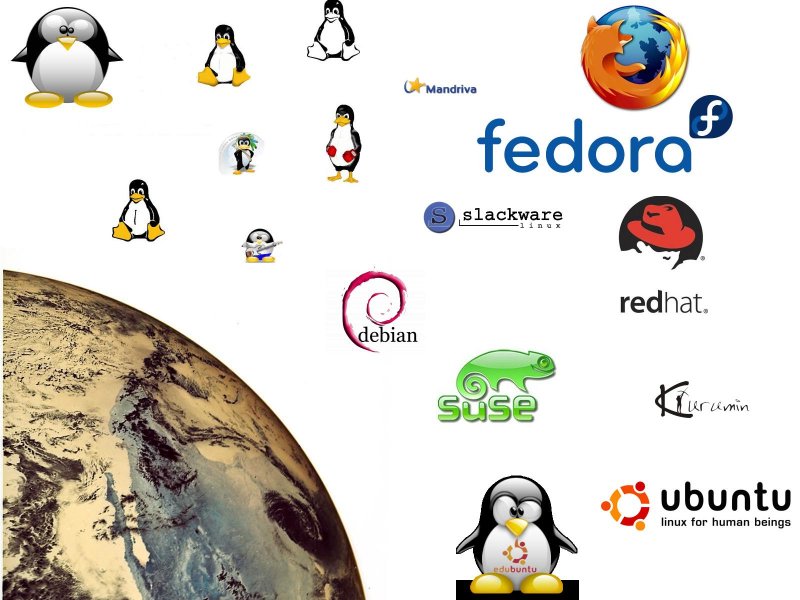 Mandriva
fedora
slackware
linux
redhat®
debian
suse
Kurumin
ubuntu
linux for human beings
edubuntu